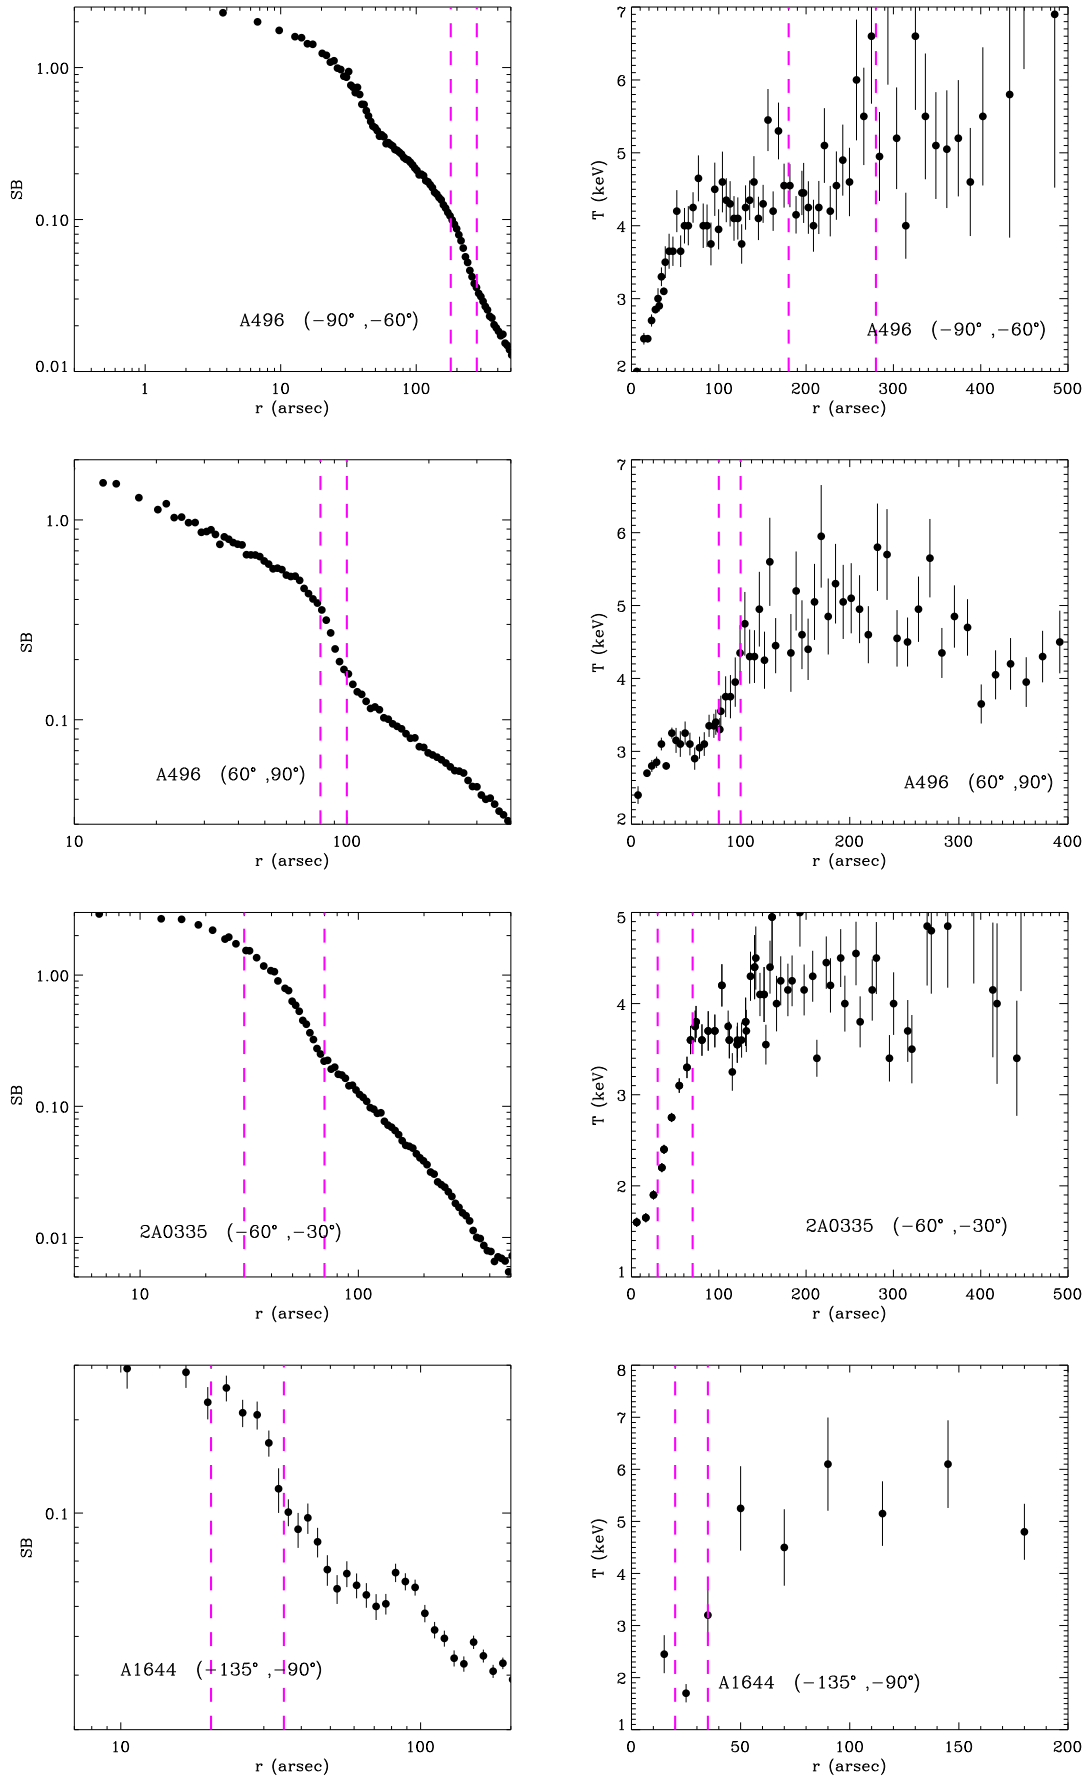 1.00
0.10
0.01
SB
A496 (−90° ,−60°)
1 10 100
r (arsec)
7
6
5
4
3
2
T (keV)
A496 (−90° ,−60°)
0 100 200 300 400 500
r (arsec)
1.0
0.1
SB
A496 (60° ,90°)
10 100
r (arsec)
7
6
5
4
3
2
T (keV)
A496 (60° ,90°)
0 100 200 300 400
r (arsec)
1.00
0.10
0.01
SB
2A0335 (−60° ,−30°)
10 100
r (arsec)
5
4
3
2
1
T (keV)
2A0335 (−60° ,−30°)
0 100 200 300 400 500
r (arsec)
0.1
SB
A1644 (−135° ,−90°)
10 100
r (arsec)
8
7
6
5
4
3
2
1
T (keV)
A1644 (−135° ,−90°)
0 50 100 150 200
r (arsec)